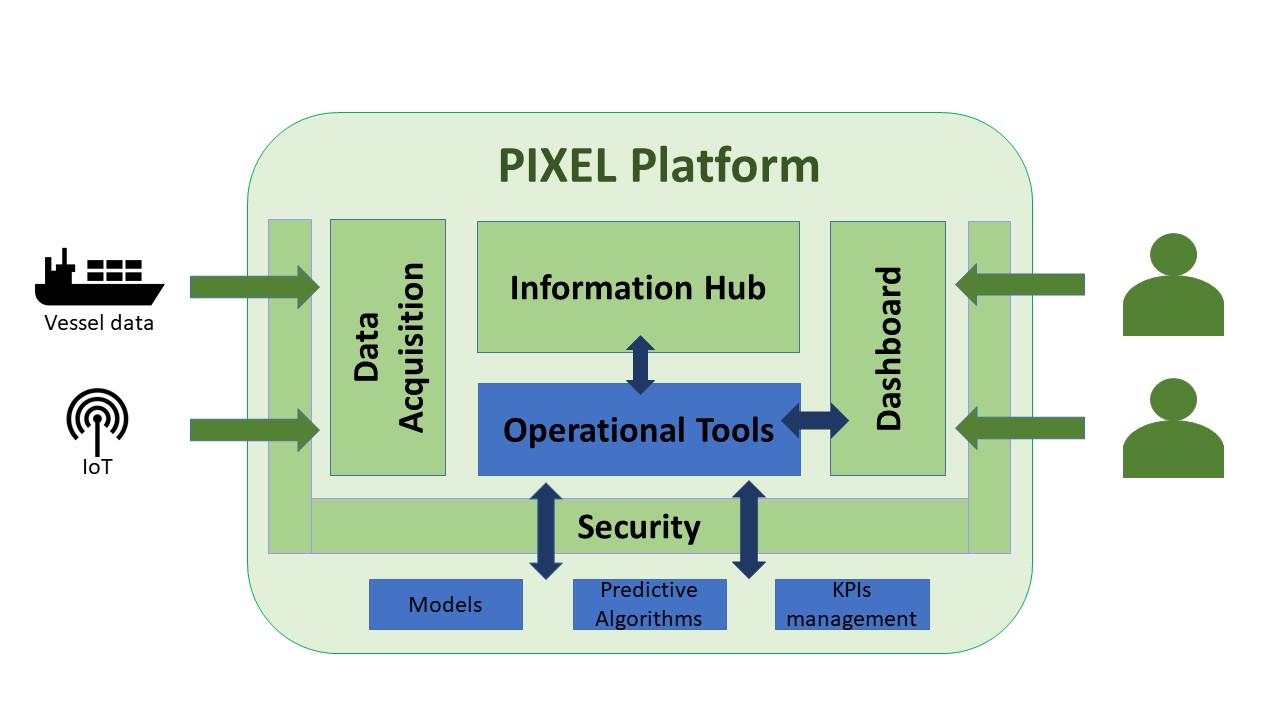 PIXEL Platform
Vessel data
IoT
Data
Acquisition
Information Hub
Operational Tools
Dashboard
Security
Models
Predictive
Algorithms
KPIs
management